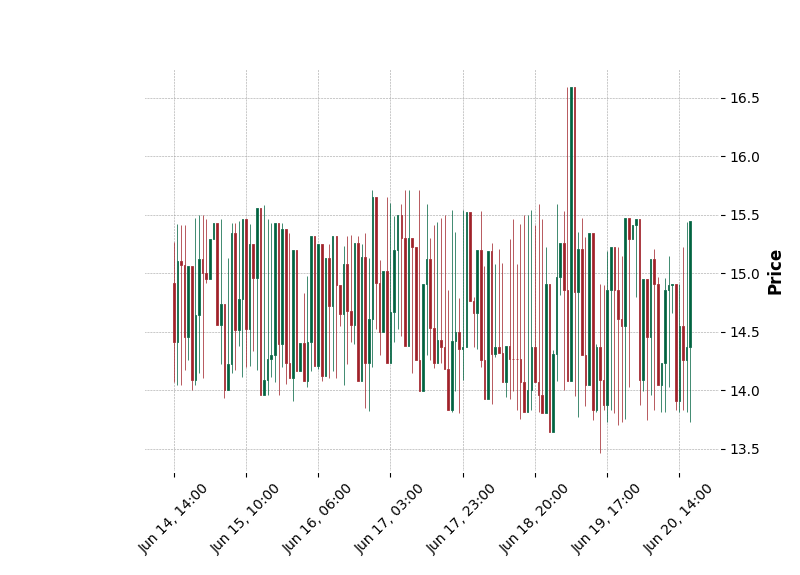 16.5
16.0
15.5
15.0
14.5
14.0
13.5
Price
Jun 14, 14:00
Jun 15, 10:00
Jun 16, 06:00
Jun 17, 03:00
Jun 17, 23:00
Jun 18, 20:00
Jun 19, 17:00
Jun 20, 14:00